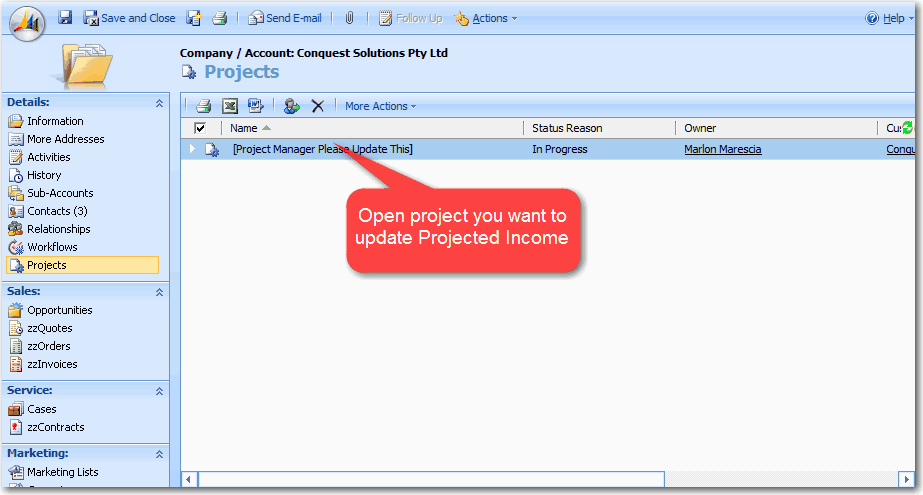 Save and Close
Send E-mail
Follow Up
Actions
Help
Company / Account: Conquest Solutions Pty Ltd
Projects
Details:
Information
More Addresses
Activities
History
Sub-Accounts
Contacts (3)
Relationships
Workflows
Projects
Sales:
Opportunities
zzQuotes
zzOrders
zzInvoices
Service:
Cases
zzContracts
Marketing:
Marketing Lists
More Actions
Name
Status Reason
Owner
Cus
[Project Manager Please Update This]
In Progress
Marlon Marescia
Conqu
Open project you want to
update Projected Income